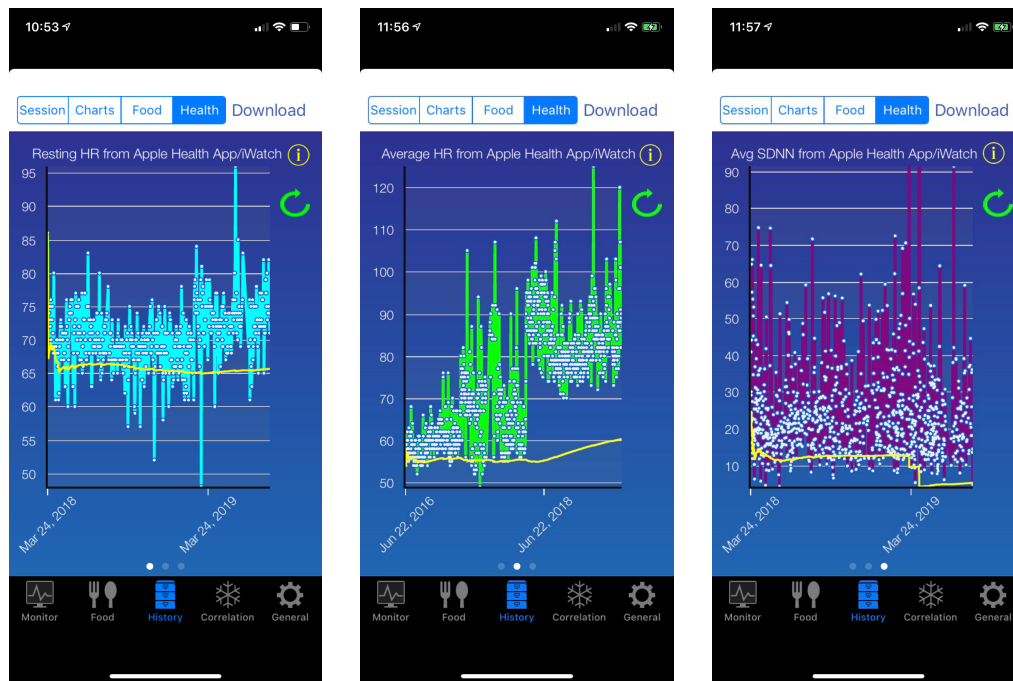 10:53
Session Charts Food Health Download
Resting HR from Apple Health App/iWatch i
95
90
85
80
75
70
65
60
55
50
Mar 24, 2018 Mar 24, 2019
Monitor Food History Correlation General
11:56
Session Charts Food Health Download
Average HR from Apple Health App/iWatch i
120
110
100
90
80
70
60
50
Jun 22, 2016 Jun 22, 2018
Monitor Food History Correlation General
11:57
Session Charts Food Health Download
Avg SDNN from Apple Health App/iWatch i
90
80
70
60
50
40
30
20
10
Mar 24, 2018 Mar 24, 2019
Monitor Food History Correlation General